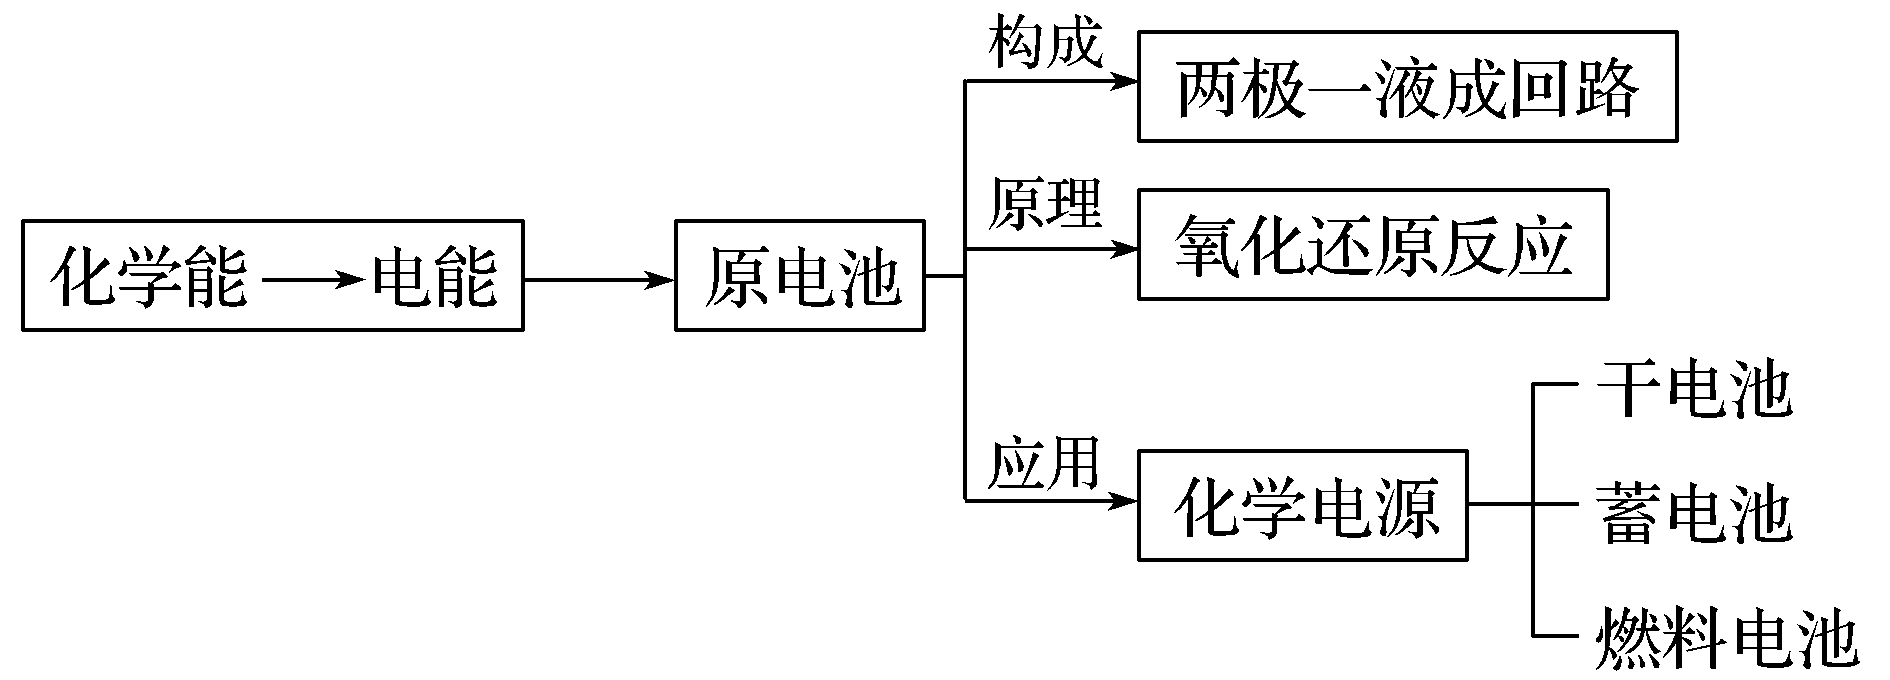 构成
两极一液成回路
原理
氧化还原反应
化学能→电能
原电池
应用
化学电源
干电池
蓄电池
燃料电池